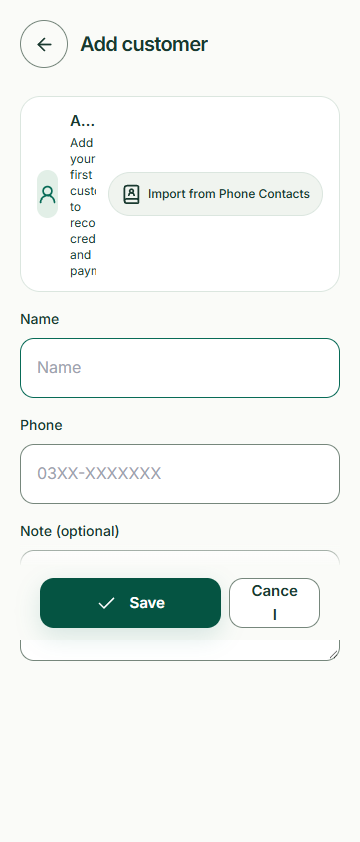 Add customer
A...
Add
your
first
custo
to
reco
cred
and
payn
Import from Phone Contacts
Name
Name
Phone
03XX-XXXXXXX
Note (optional)
Save
Cance
l